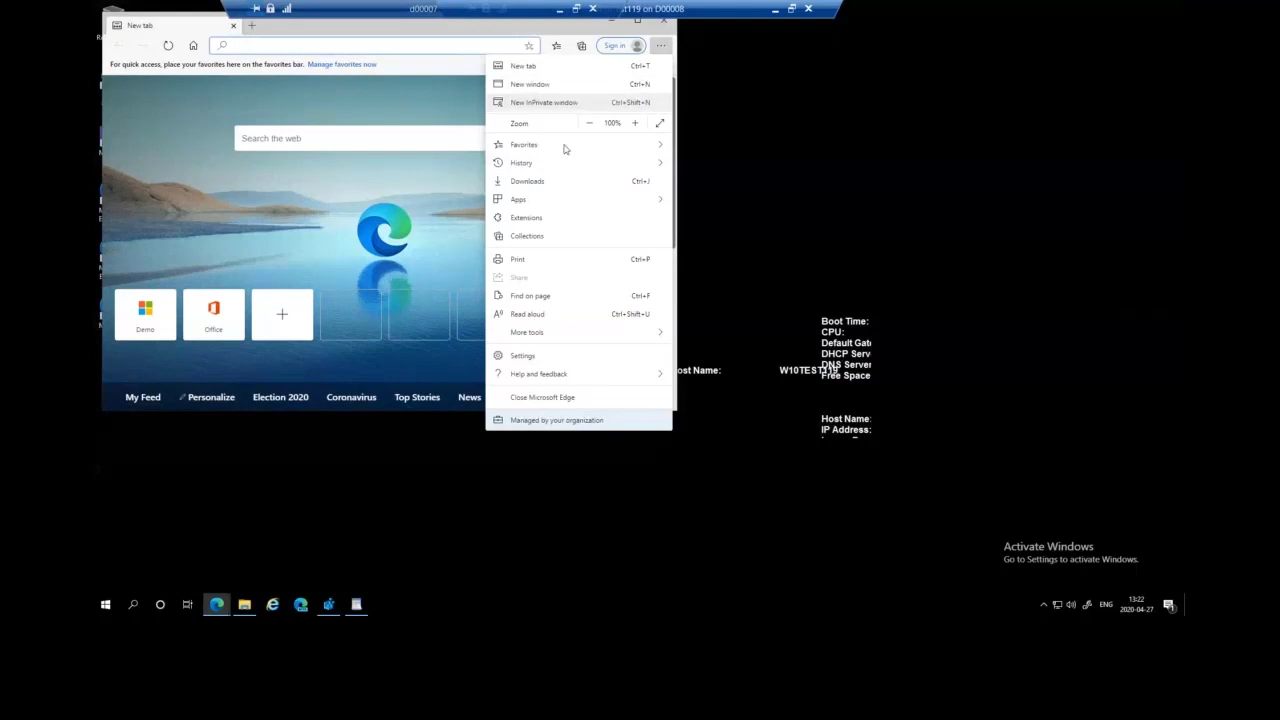 d00007
st119 on D00008
New tab
Sign in
For quick access, place your favorites here on the favorites bar. Manage favorites now
Search the web
Demo
Office
My Feed
Personalize
Election 2020
Coronavirus
Top Stories
News
New tab Ctrl+T
New window Ctrl+N
New InPrivate window Ctrl+Shift+N
Zoom 100%
Favorites
History
Downloads Ctrl+J
Apps
Extensions
Collections
Print Ctrl+P
Share
Find on page Ctrl+F
Read aloud Ctrl+Shift+U
More tools
Settings
Help and feedback
Close Microsoft Edge
Managed by your organization
Boot Time:
CPU:
Default Gate
DHCP Serv
DNS Server
Free Space
ost Name:
Host Name:
IP Address:
Activate Windows
Go to Settings to activate Windows.
ENG
13:22
2020-04-27